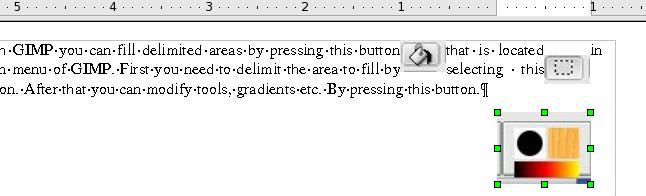 5 4 3 2 1 1
n GIMP you can fill delimited areas by pressing this button that is located in
n menu of GIMP. First you need to delimit the area to fill by selecting this
on. After that you can modify tools, gradients etc. By pressing this button.¶